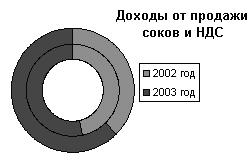 Доходы от продажи
соков и НДС
2002 год
2003 год